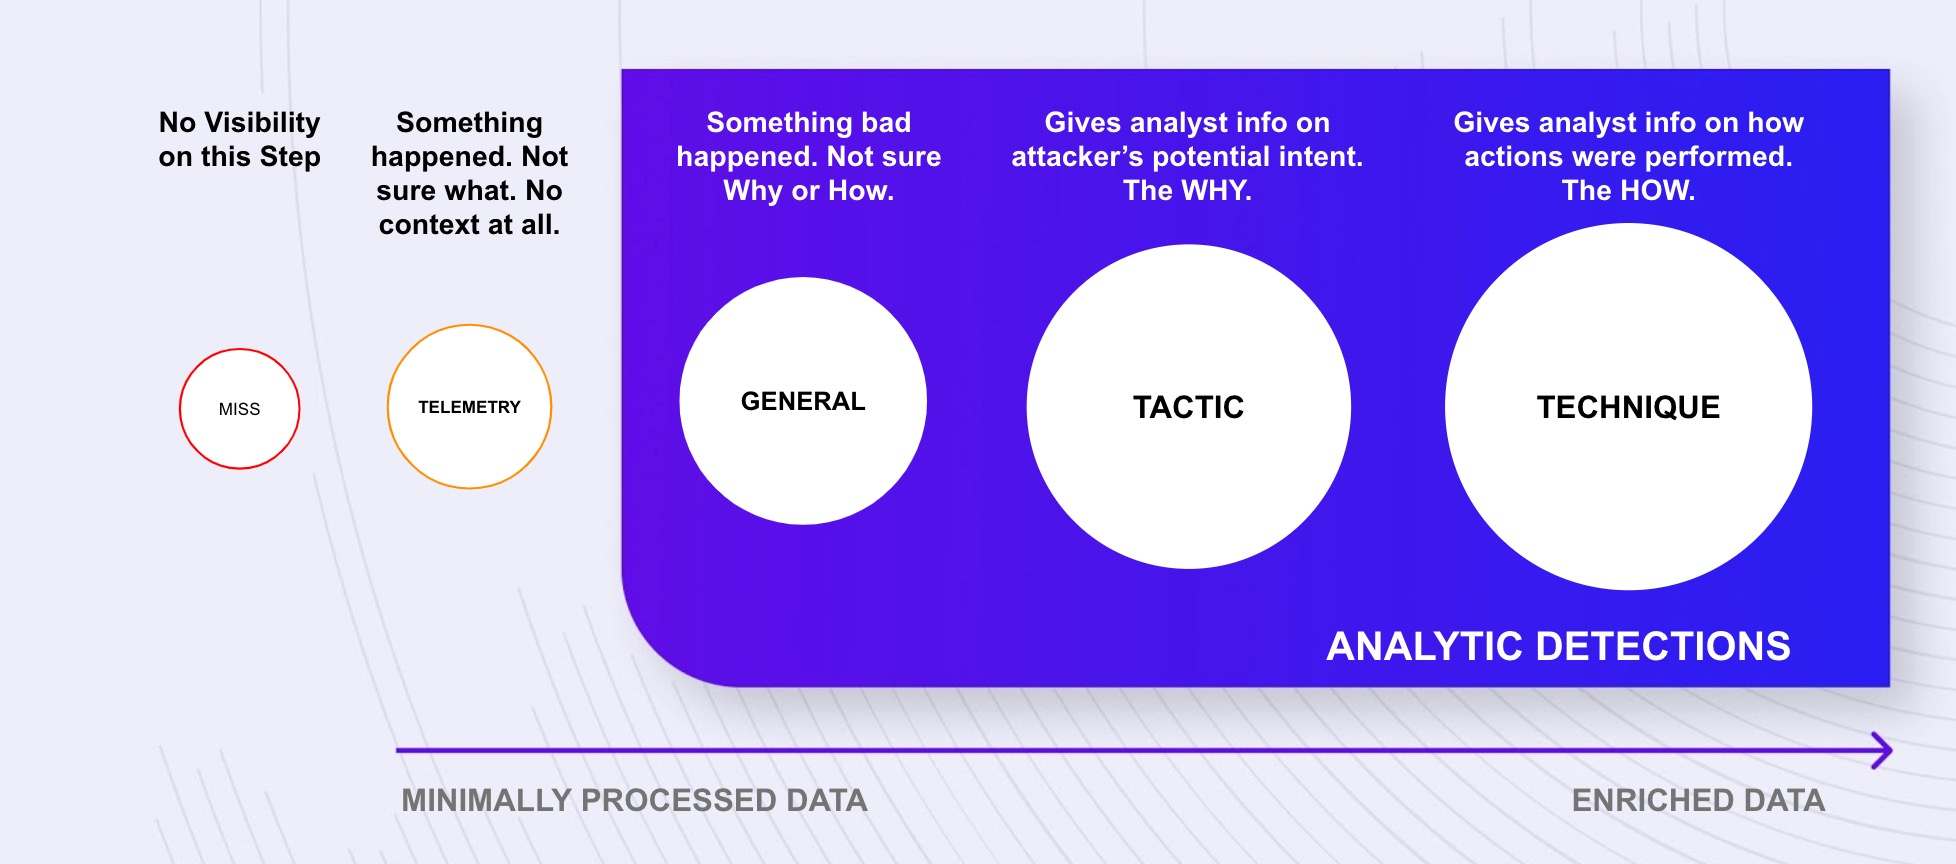 No Visibility
on this Step
Something
happened. Not
sure what. No
context at all.
Something bad
happened. Not sure
Why or How.
Gives analyst info on
attacker’s potential intent.
The WHY.
Gives analyst info on how
actions were performed.
The HOW.
MISS
TELEMETRY
GENERAL
TACTIC
TECHNIQUE
ANALYTIC DETECTIONS
MINIMALLY PROCESSED DATA
ENRICHED DATA